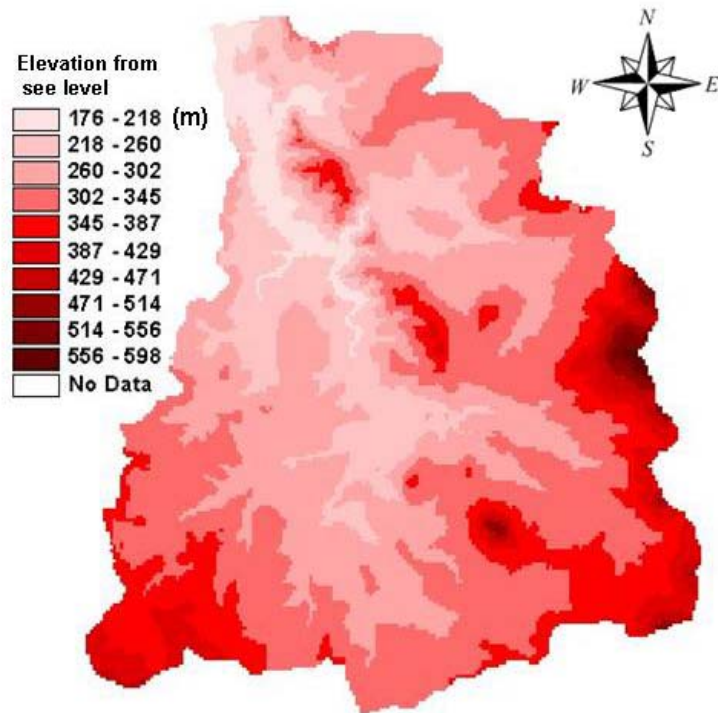 Elevation from
see level
176 - 218 (m)
218 - 260
260 - 302
302 - 345
345 - 387
387 - 429
429 - 471
471 - 514
514 - 556
556 - 598
No Data
N
W E
S